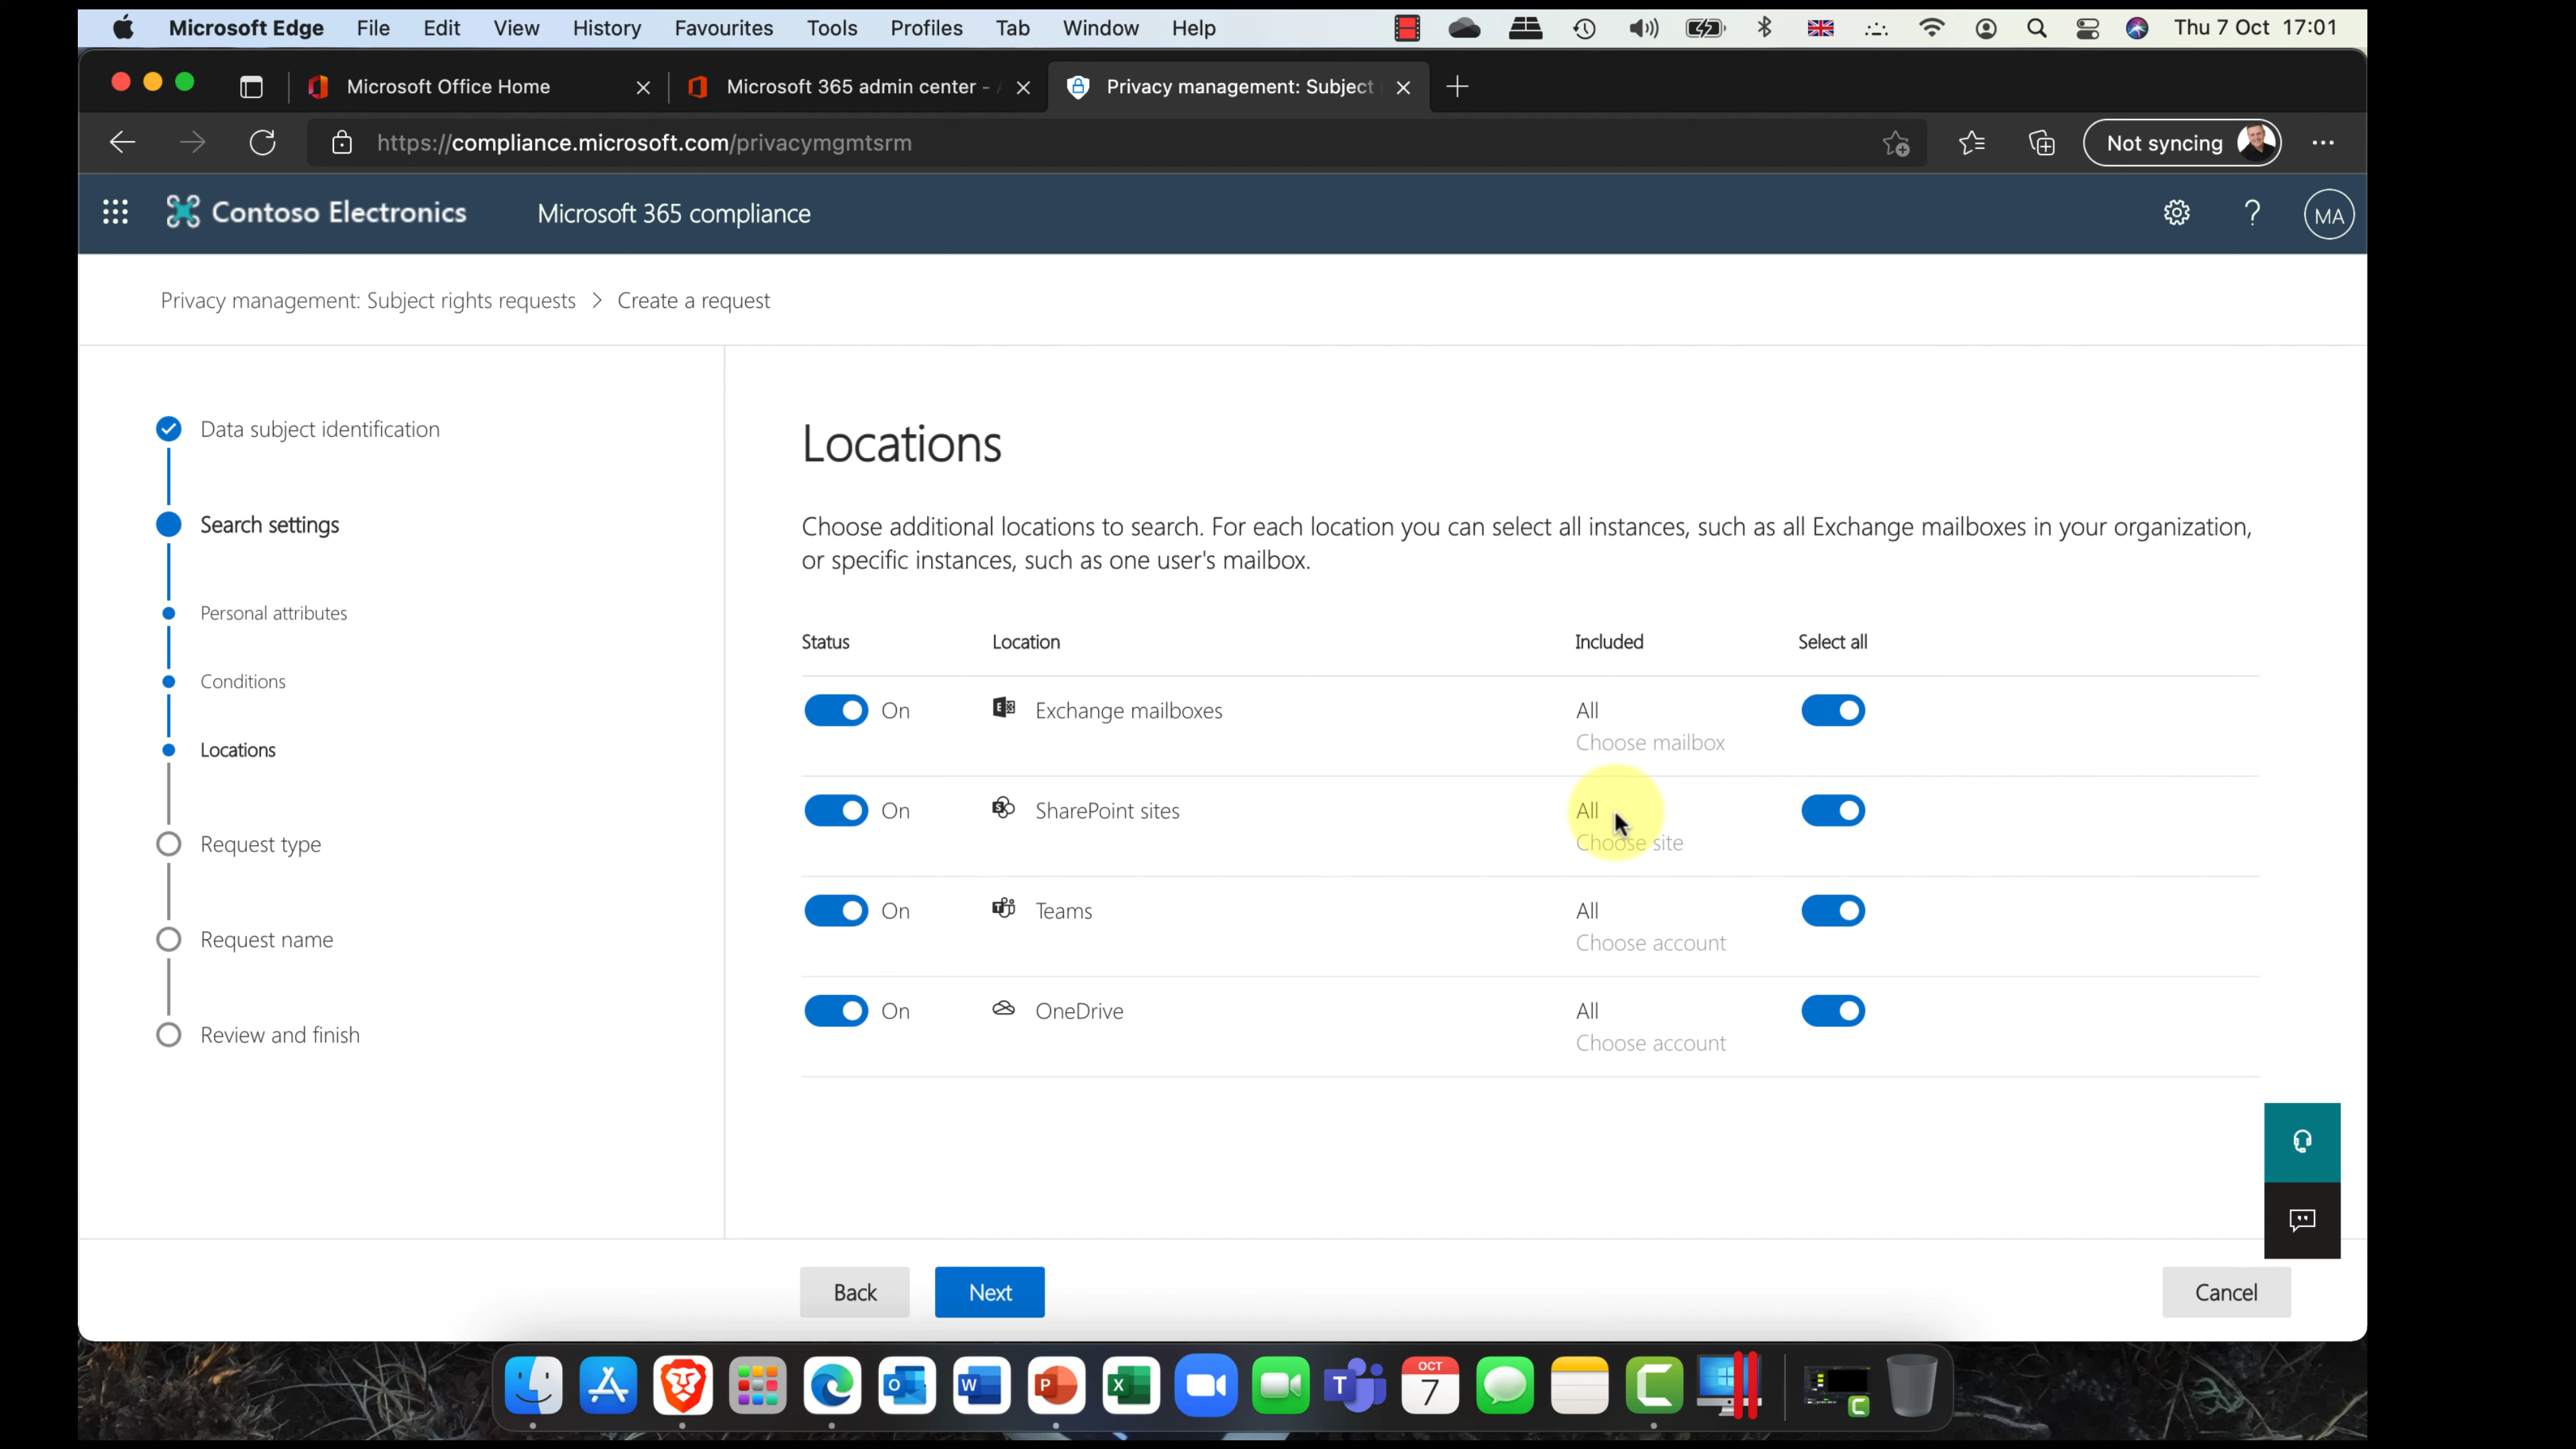 Microsoft Edge File Edit View History Favourites Tools Profiles Tab Window Help Thu 7 Oct 17:01
Microsoft Office Home Microsoft 365 admin center - Privacy management: Subject
https://compliance.microsoft.com/privacymgmtsrm Not syncing
Contoso Electronics Microsoft 365 compliance ? MA
Privacy management: Subject rights requests > Create a request
Data subject identification
Search settings
Personal attributes
Conditions
Locations
Request type
Request name
Review and finish
Locations
Choose additional locations to search. For each location you can select all instances, such as all Exchange mailboxes in your organization,
or specific instances, such as one user's mailbox.
Status Location Included Select all
On Exchange mailboxes All
Choose mailbox
On SharePoint sites All
Choose site
On Teams All
Choose account
On OneDrive All
Choose account
Back Next Cancel
OCT
7